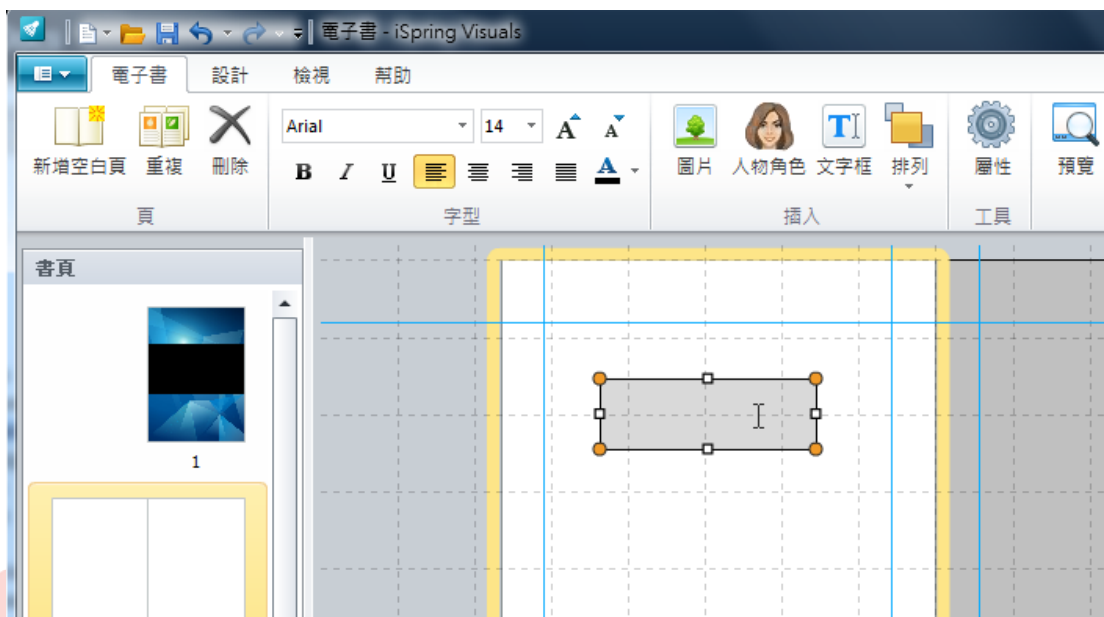 電子書 - iSpring Visuals
電子書 設計 檢視 幫助
Arial 14 A A
新增空白頁 重複 刪除 B I U A 圖片 人物角色 文字框 排列 屬性 預覽
頁 字型 插入 工具
書頁
1